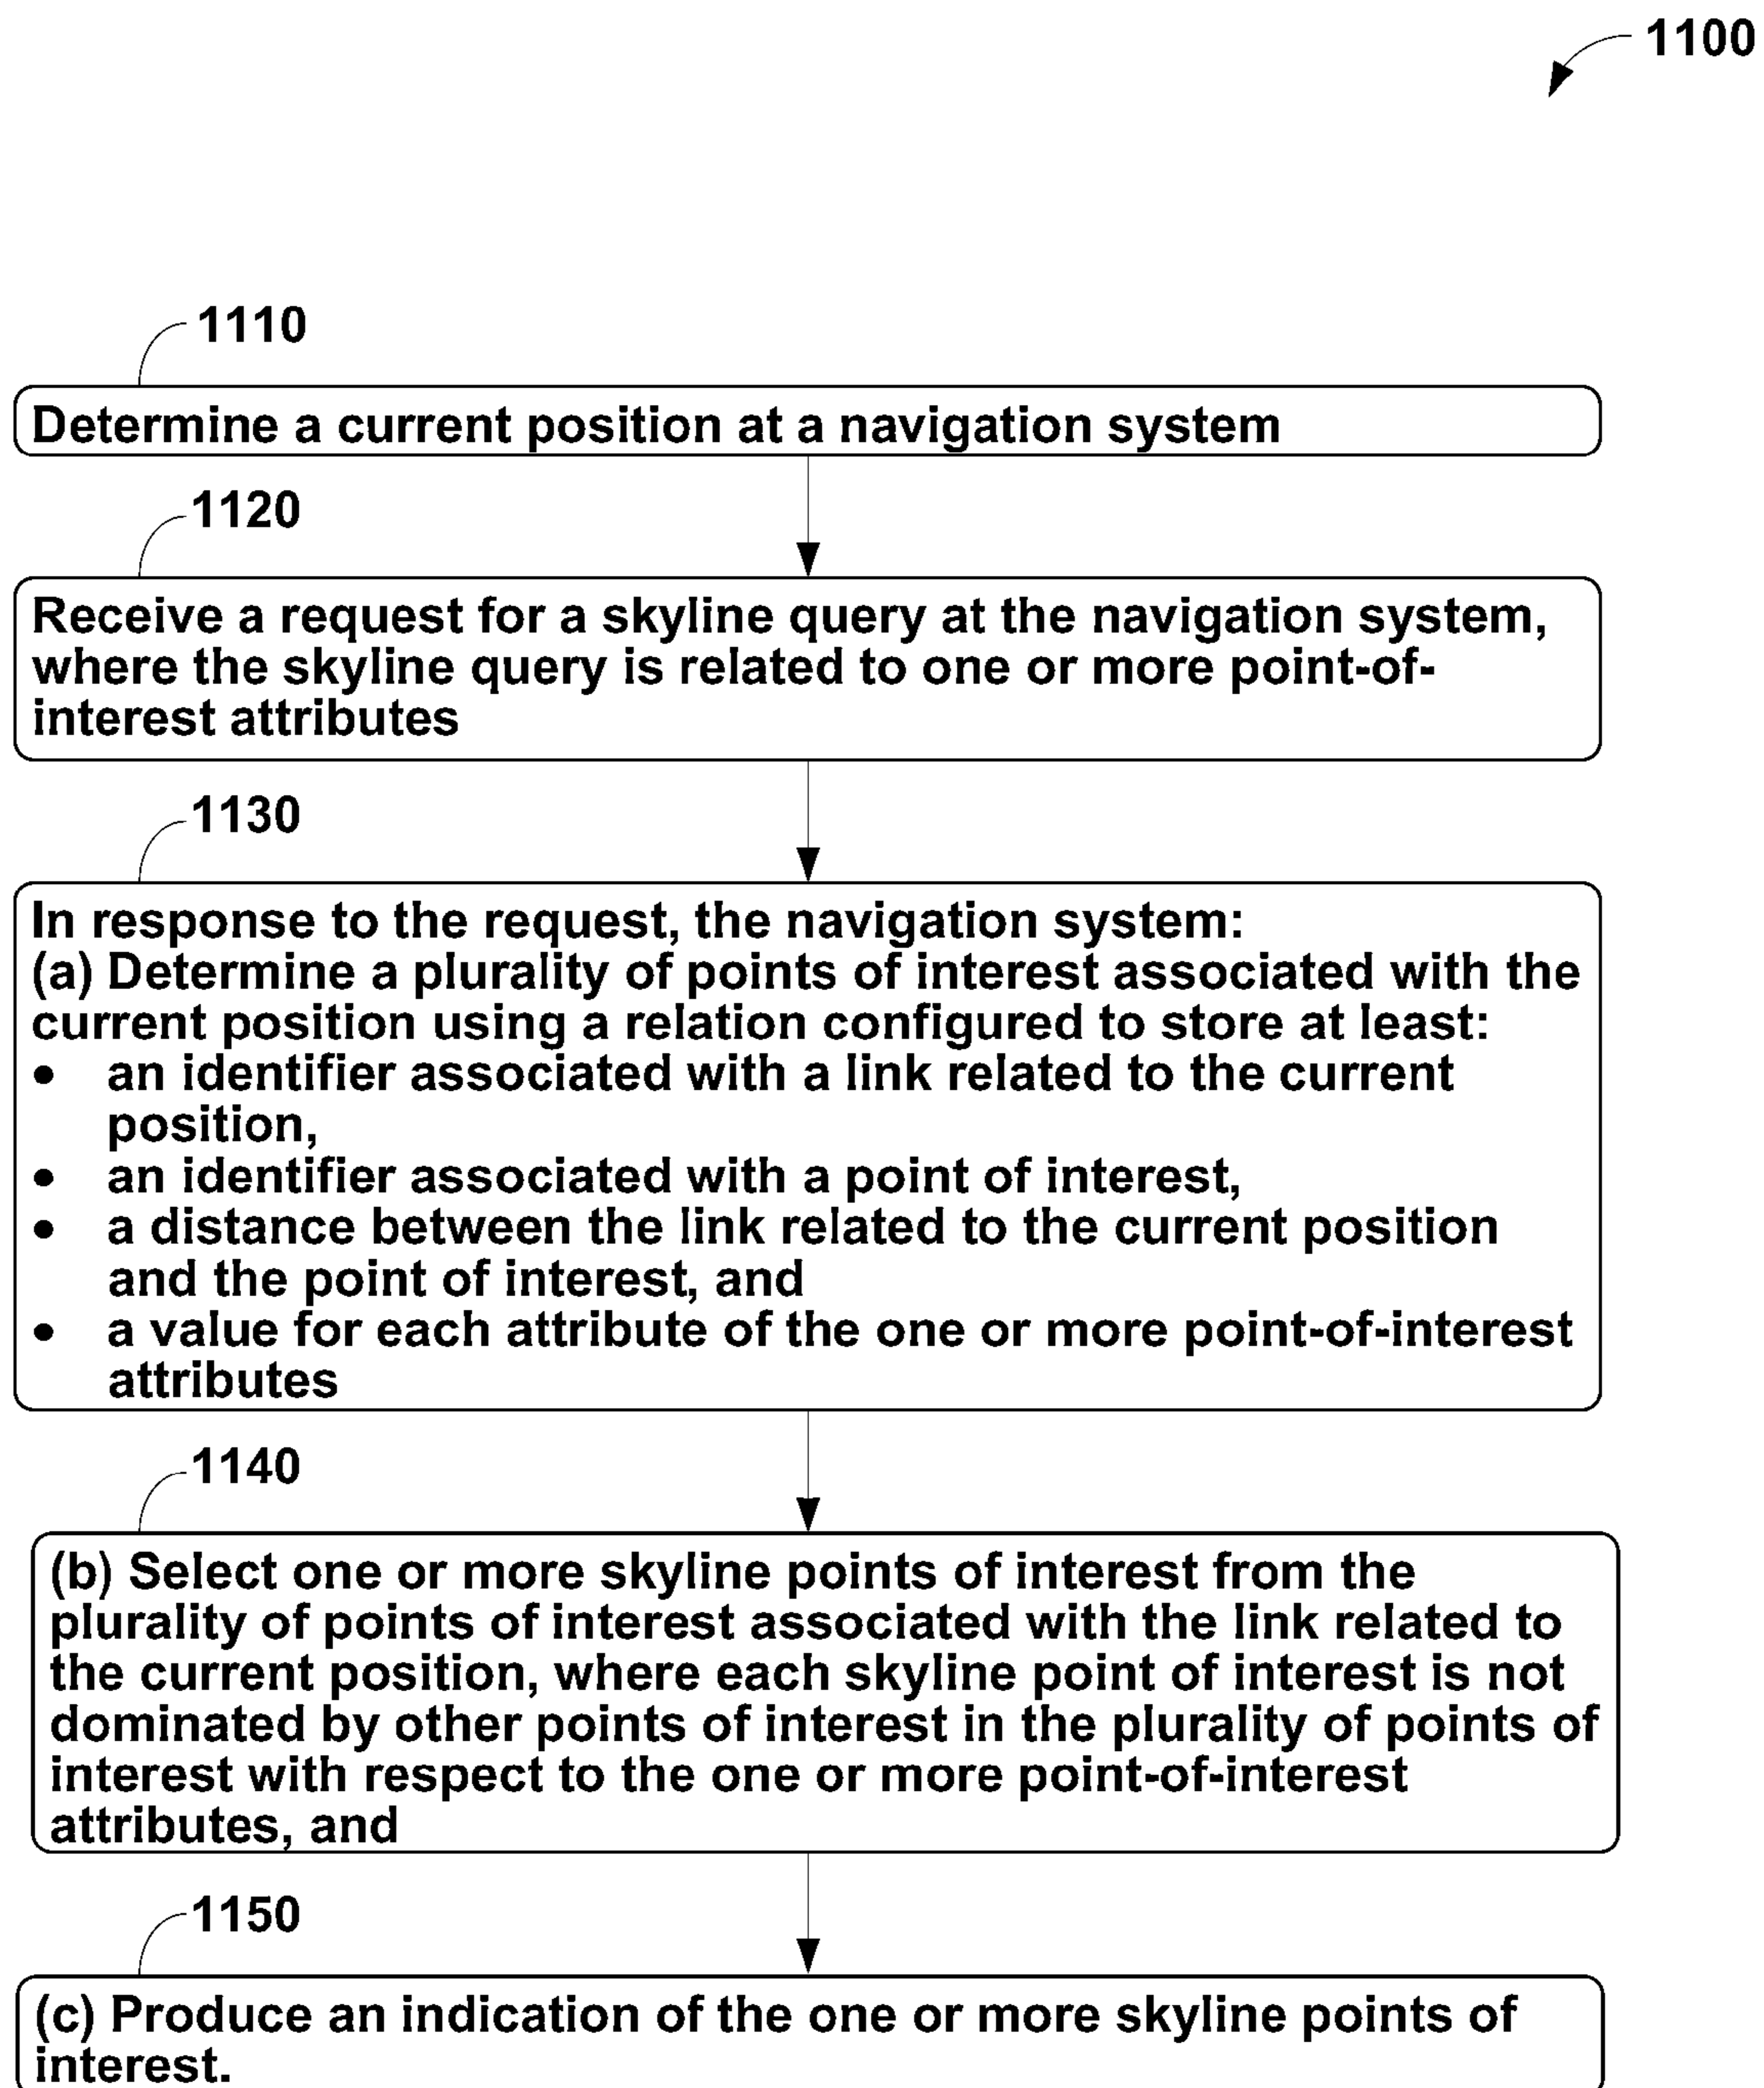 1100
1110
Determine a current position at a navigation system
1120
Receive a request for a skyline query at the navigation system,
where the skyline query is related to one or more point-of-
interest attributes
1130
In response to the request, the navigation system:
(a) Determine a plurality of points of interest associated with the
current position using a relation configured to store at least:
• an identifier associated with a link related to the current
position,
• an identifier associated with a point of interest,
• a distance between the link related to the current position
and the point of interest, and
• a value for each attribute of the one or more point-of-interest
attributes
1140
(b) Select one or more skyline points of interest from the
plurality of points of interest associated with the link related to
the current position, where each skyline point of interest is not
dominated by other points of interest in the plurality of points of
interest with respect to the one or more point-of-interest
attributes, and
1150
(c) Produce an indication of the one or more skyline points of
interest.